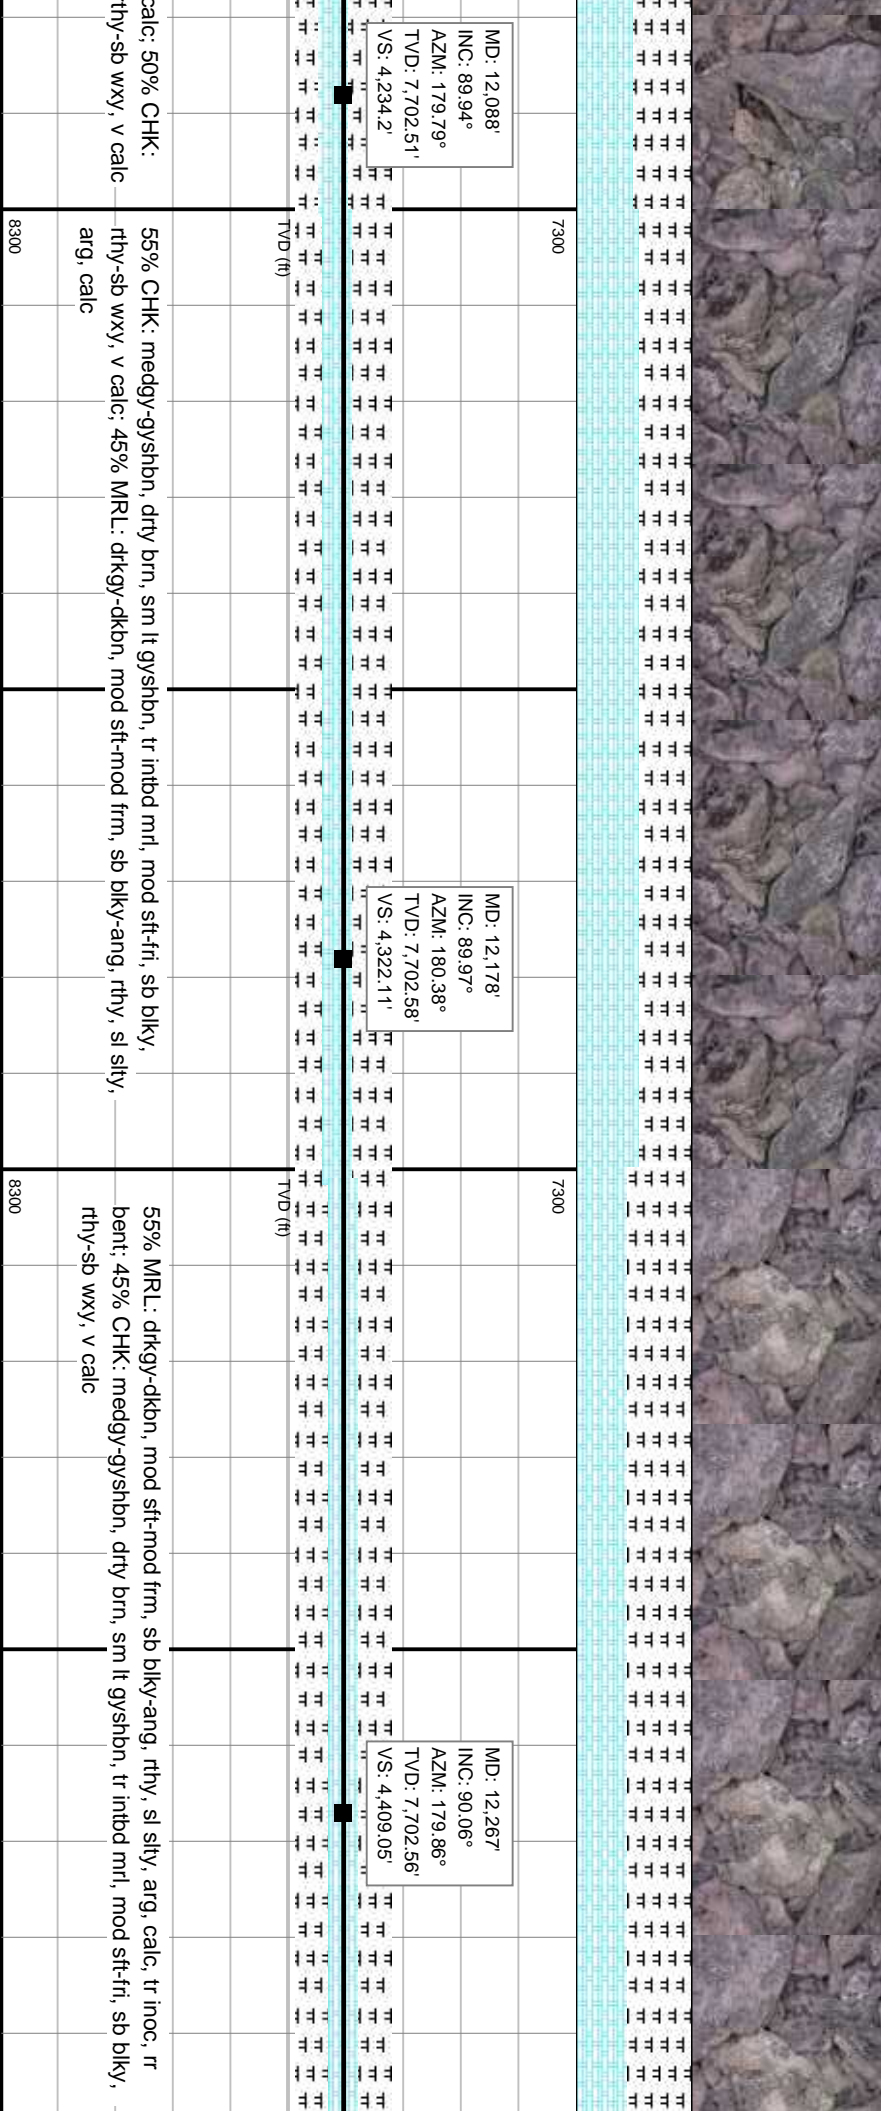 calc; 50% CHK:
rthy-sb wxy, v calc
MD: 12,088'
INC: 89.94°
AZM: 179.79°
TVD: 7,702.51'
VS: 4,234.2'
7300
TVD (ft)
8300
55% CHK: medgy-gyshbn, drty brn, sm lt gyshbn, tr intbd mrl, mod sft-fri, sb blky,
rthy-sb wxy, v calc; 45% MRL: drkgy-dkbn, mod sft-mod frm, sb blky-ang, rthy, sl slty,
arg, calc
MD: 12,178'
INC: 89.97°
AZM: 180.38°
TVD: 7,702.58'
VS: 4,322.11'
7300
TVD (ft)
8300
55% MRL: drkgy-dkbn, mod sft-mod frm, sb blky-ang, rthy, sl slty, arg, calc, tr inoc, rr
bent; 45% CHK: medgy-gyshbn, drty brn, sm lt gyshbn, tr intbd mrl, mod sft-fri, sb blky,
rthy-sb wxy, v calc
MD: 12,267'
INC: 90.06°
AZM: 179.86°
TVD: 7,702.56'
VS: 4,409.05'